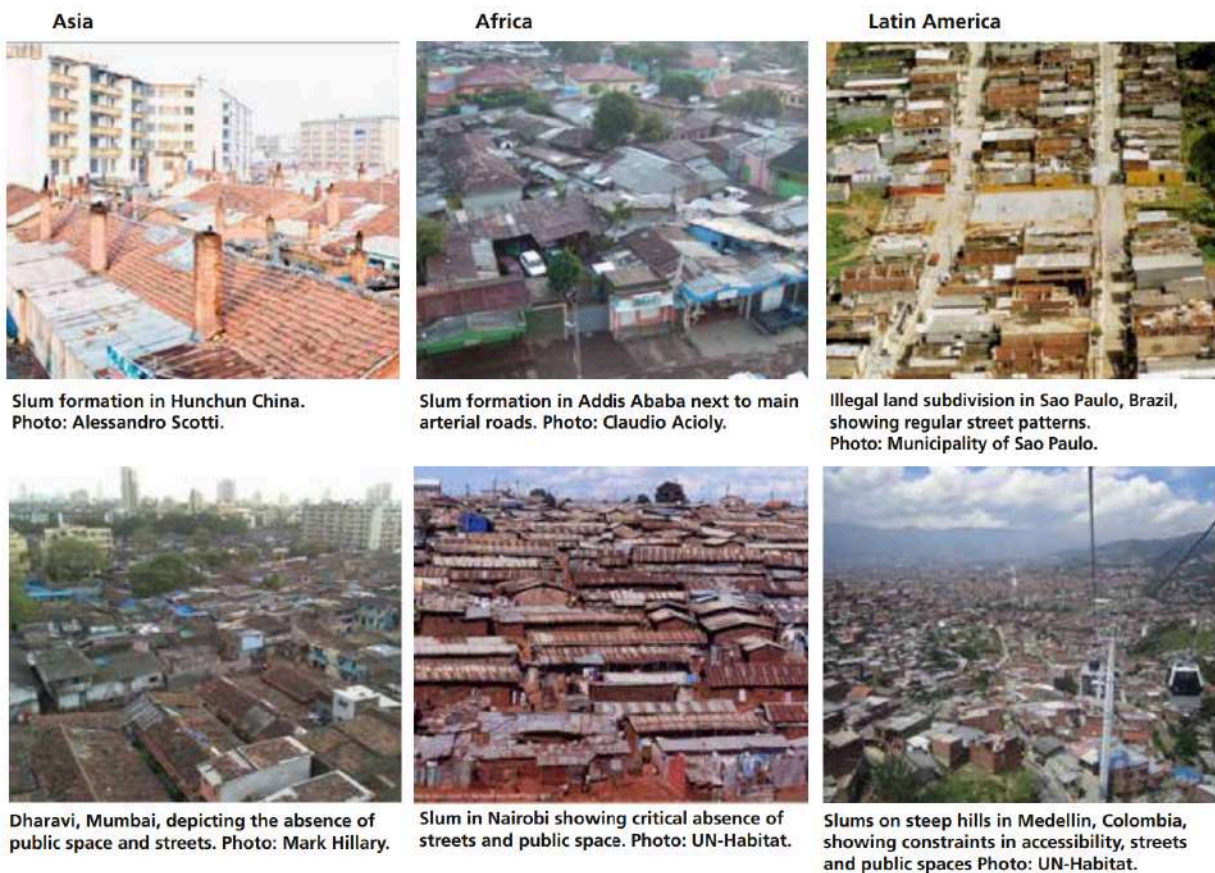 Asia
Africa
Latin America
Slum formation in Hunchun China.
Photo: Alessandro Scotti.
Slum formation in Addis Ababa next to main
arterial roads. Photo: Claudio Acioly.
Illegal land subdivision in Sao Paulo, Brazil,
showing regular street patterns.
Photo: Municipality of Sao Paulo.
Dharavi, Mumbai, depicting the absence of
public space and streets. Photo: Mark Hillary.
Slum in Nairobi showing critical absence of
streets and public space. Photo: UN-Habitat.
Slums on steep hills in Medellin, Colombia,
showing constraints in accessibility, streets
and public spaces Photo: UN-Habitat.